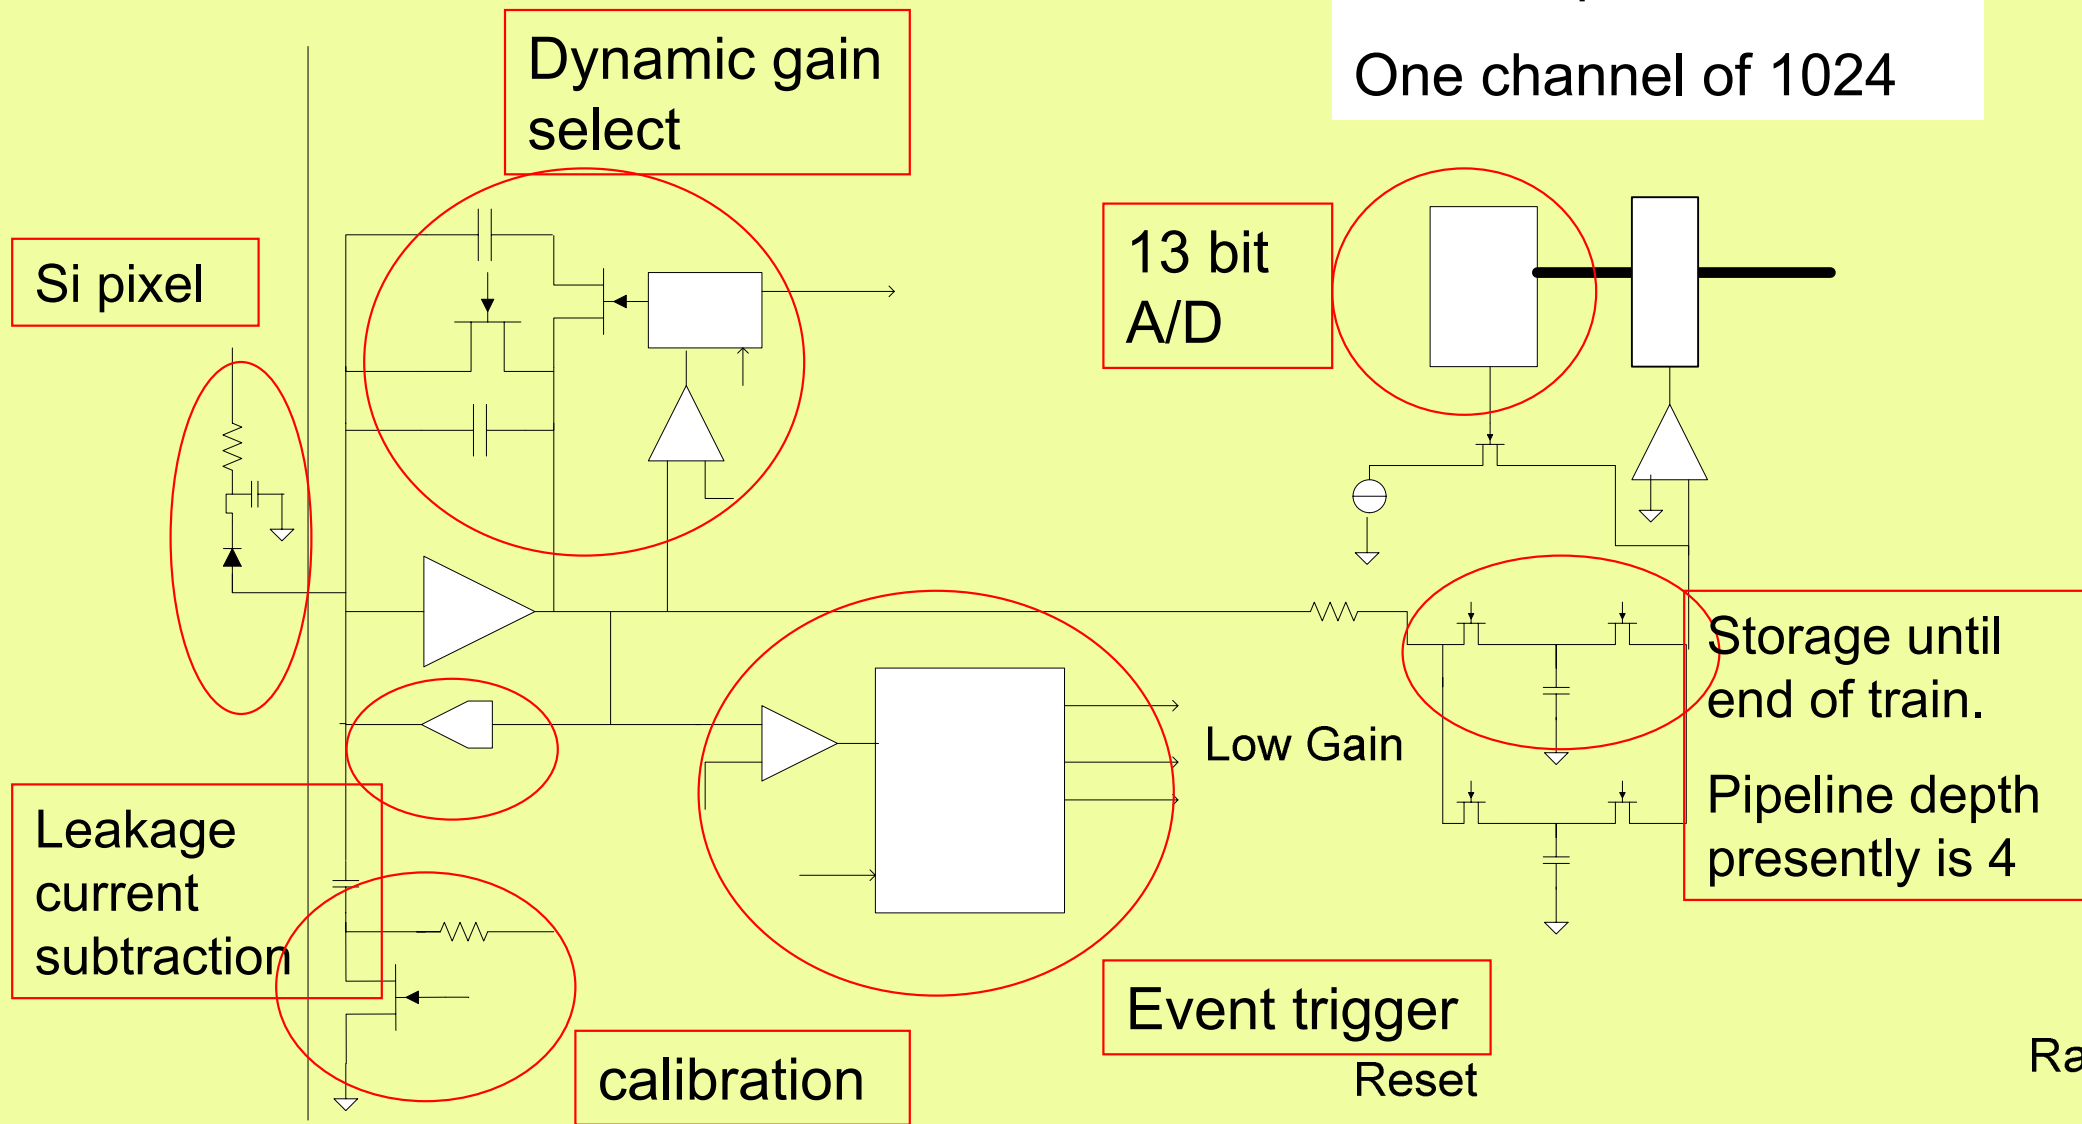 One channel of 1024
Dynamic gain
select
Si pixel
13 bit
A/D
Storage until
end of train.
Pipeline depth
presently is 4
Low Gain
Leakage
current
subtraction
Event trigger
Reset
calibration